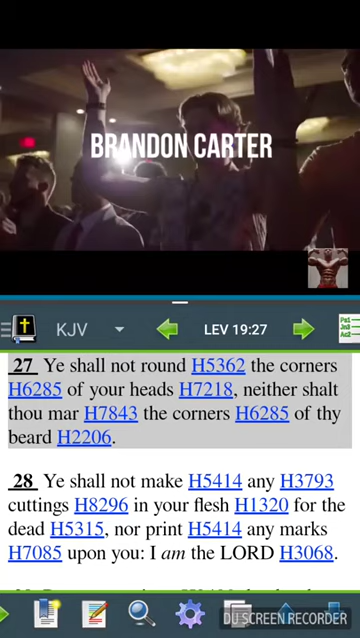 BRANDON CARTER
KJV
LEV 19:27
Ps1
Jn3
Ac2
27 Ye shall not round H5362 the corners
H6285 of your heads H7218, neither shalt
thou mar H7843 the corners H6285 of thy
beard H2206.
28 Ye shall not make H5414 any H3793
cuttings H8296 in your flesh H1320 for the
dead H5315, nor print H5414 any marks
H7085 upon you: I am the LORD H3068.
DU SCREEN RECORDER